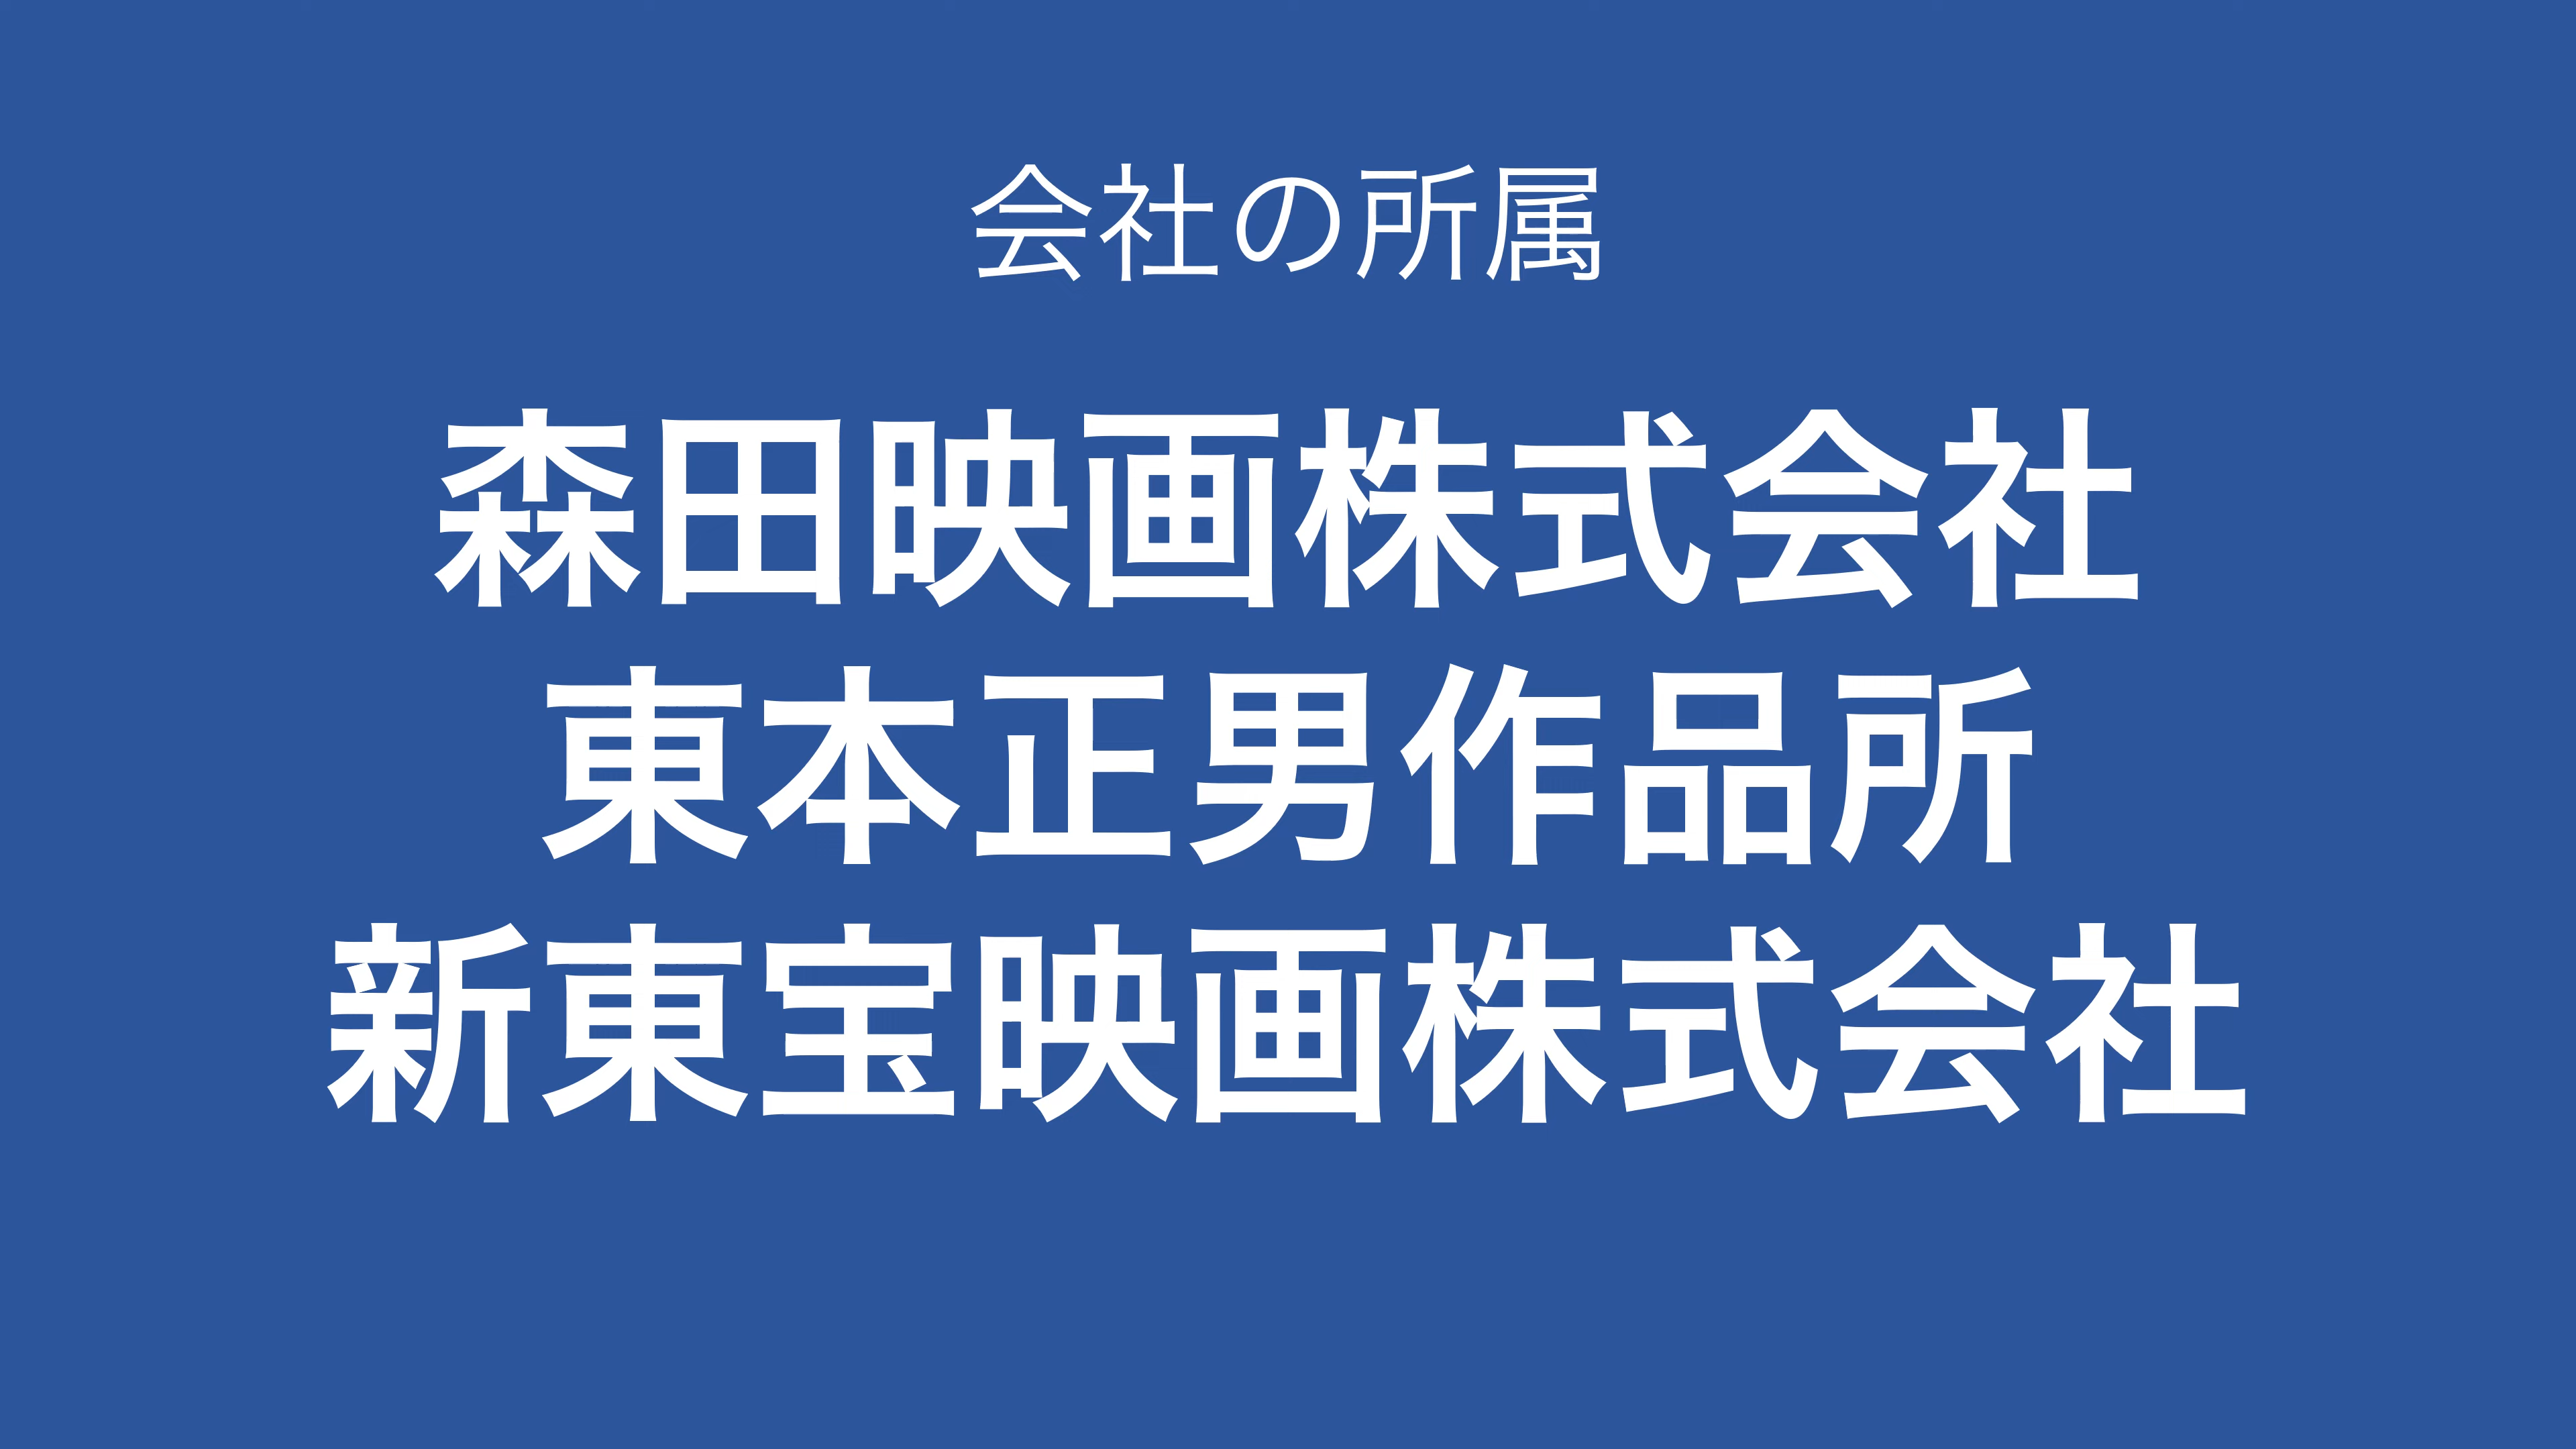 会社の所属
森田映画株式会社
東本正男作品所
新東宝映画株式会社